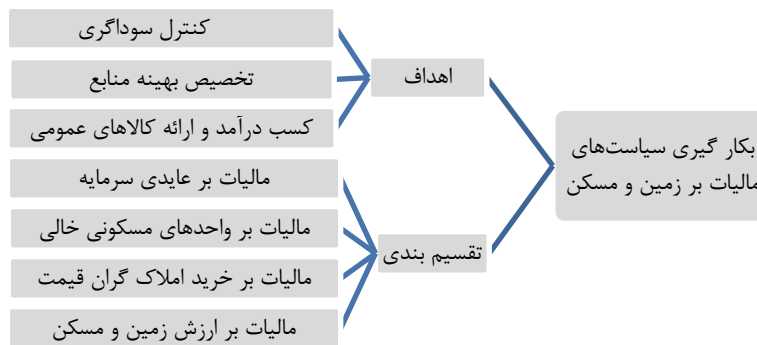 بکار گیری سیاست‌های
مالیات بر زمین و مسکن
اهداف
کنترل سوداگری
تخصیص بهینه منابع
کسب درآمد و ارائه کالاهای عمومی
تقسیم بندی
مالیات بر عایدی سرمایه
مالیات بر واحدهای مسکونی خالی
مالیات بر خرید املاک گران قیمت
مالیات بر ارزش زمین و مسکن